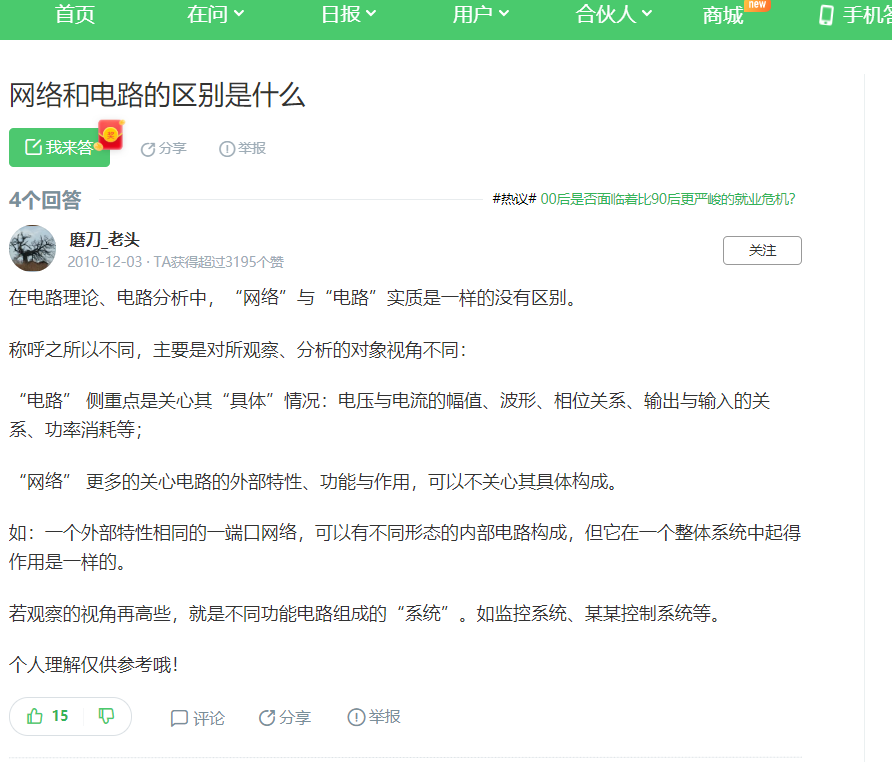 首页
在问
日报
用户
合伙人
商城
new
手机答
网络和电路的区别是什么
我来答
分享
举报
4个回答
#热议# 00后是否面临着比90后更严峻的就业危机?
磨刀_老头
2010-12-03 · TA获得超过3195个赞
关注
在电路理论、电路分析中，“网络”与“电路”实质是一样的没有区别。
称呼之所以不同，主要是对所观察、分析的对象视角不同：
“电路” 侧重点是关心其“具体”情况：电压与电流的幅值、波形、相位关系、输出与输入的关
系、功率消耗等；
“网络” 更多的关心电路的外部特性、功能与作用，可以不关心其具体构成。
如：一个外部特性相同的一端口网络，可以有不同形态的内部电路构成，但它在一个整体系统中起得
作用是一样的。
若观察的视角再高些，就是不同功能电路组成的“系统”。如监控系统、某某控制系统等。
个人理解仅供参考哦！
15
评论
分享
举报